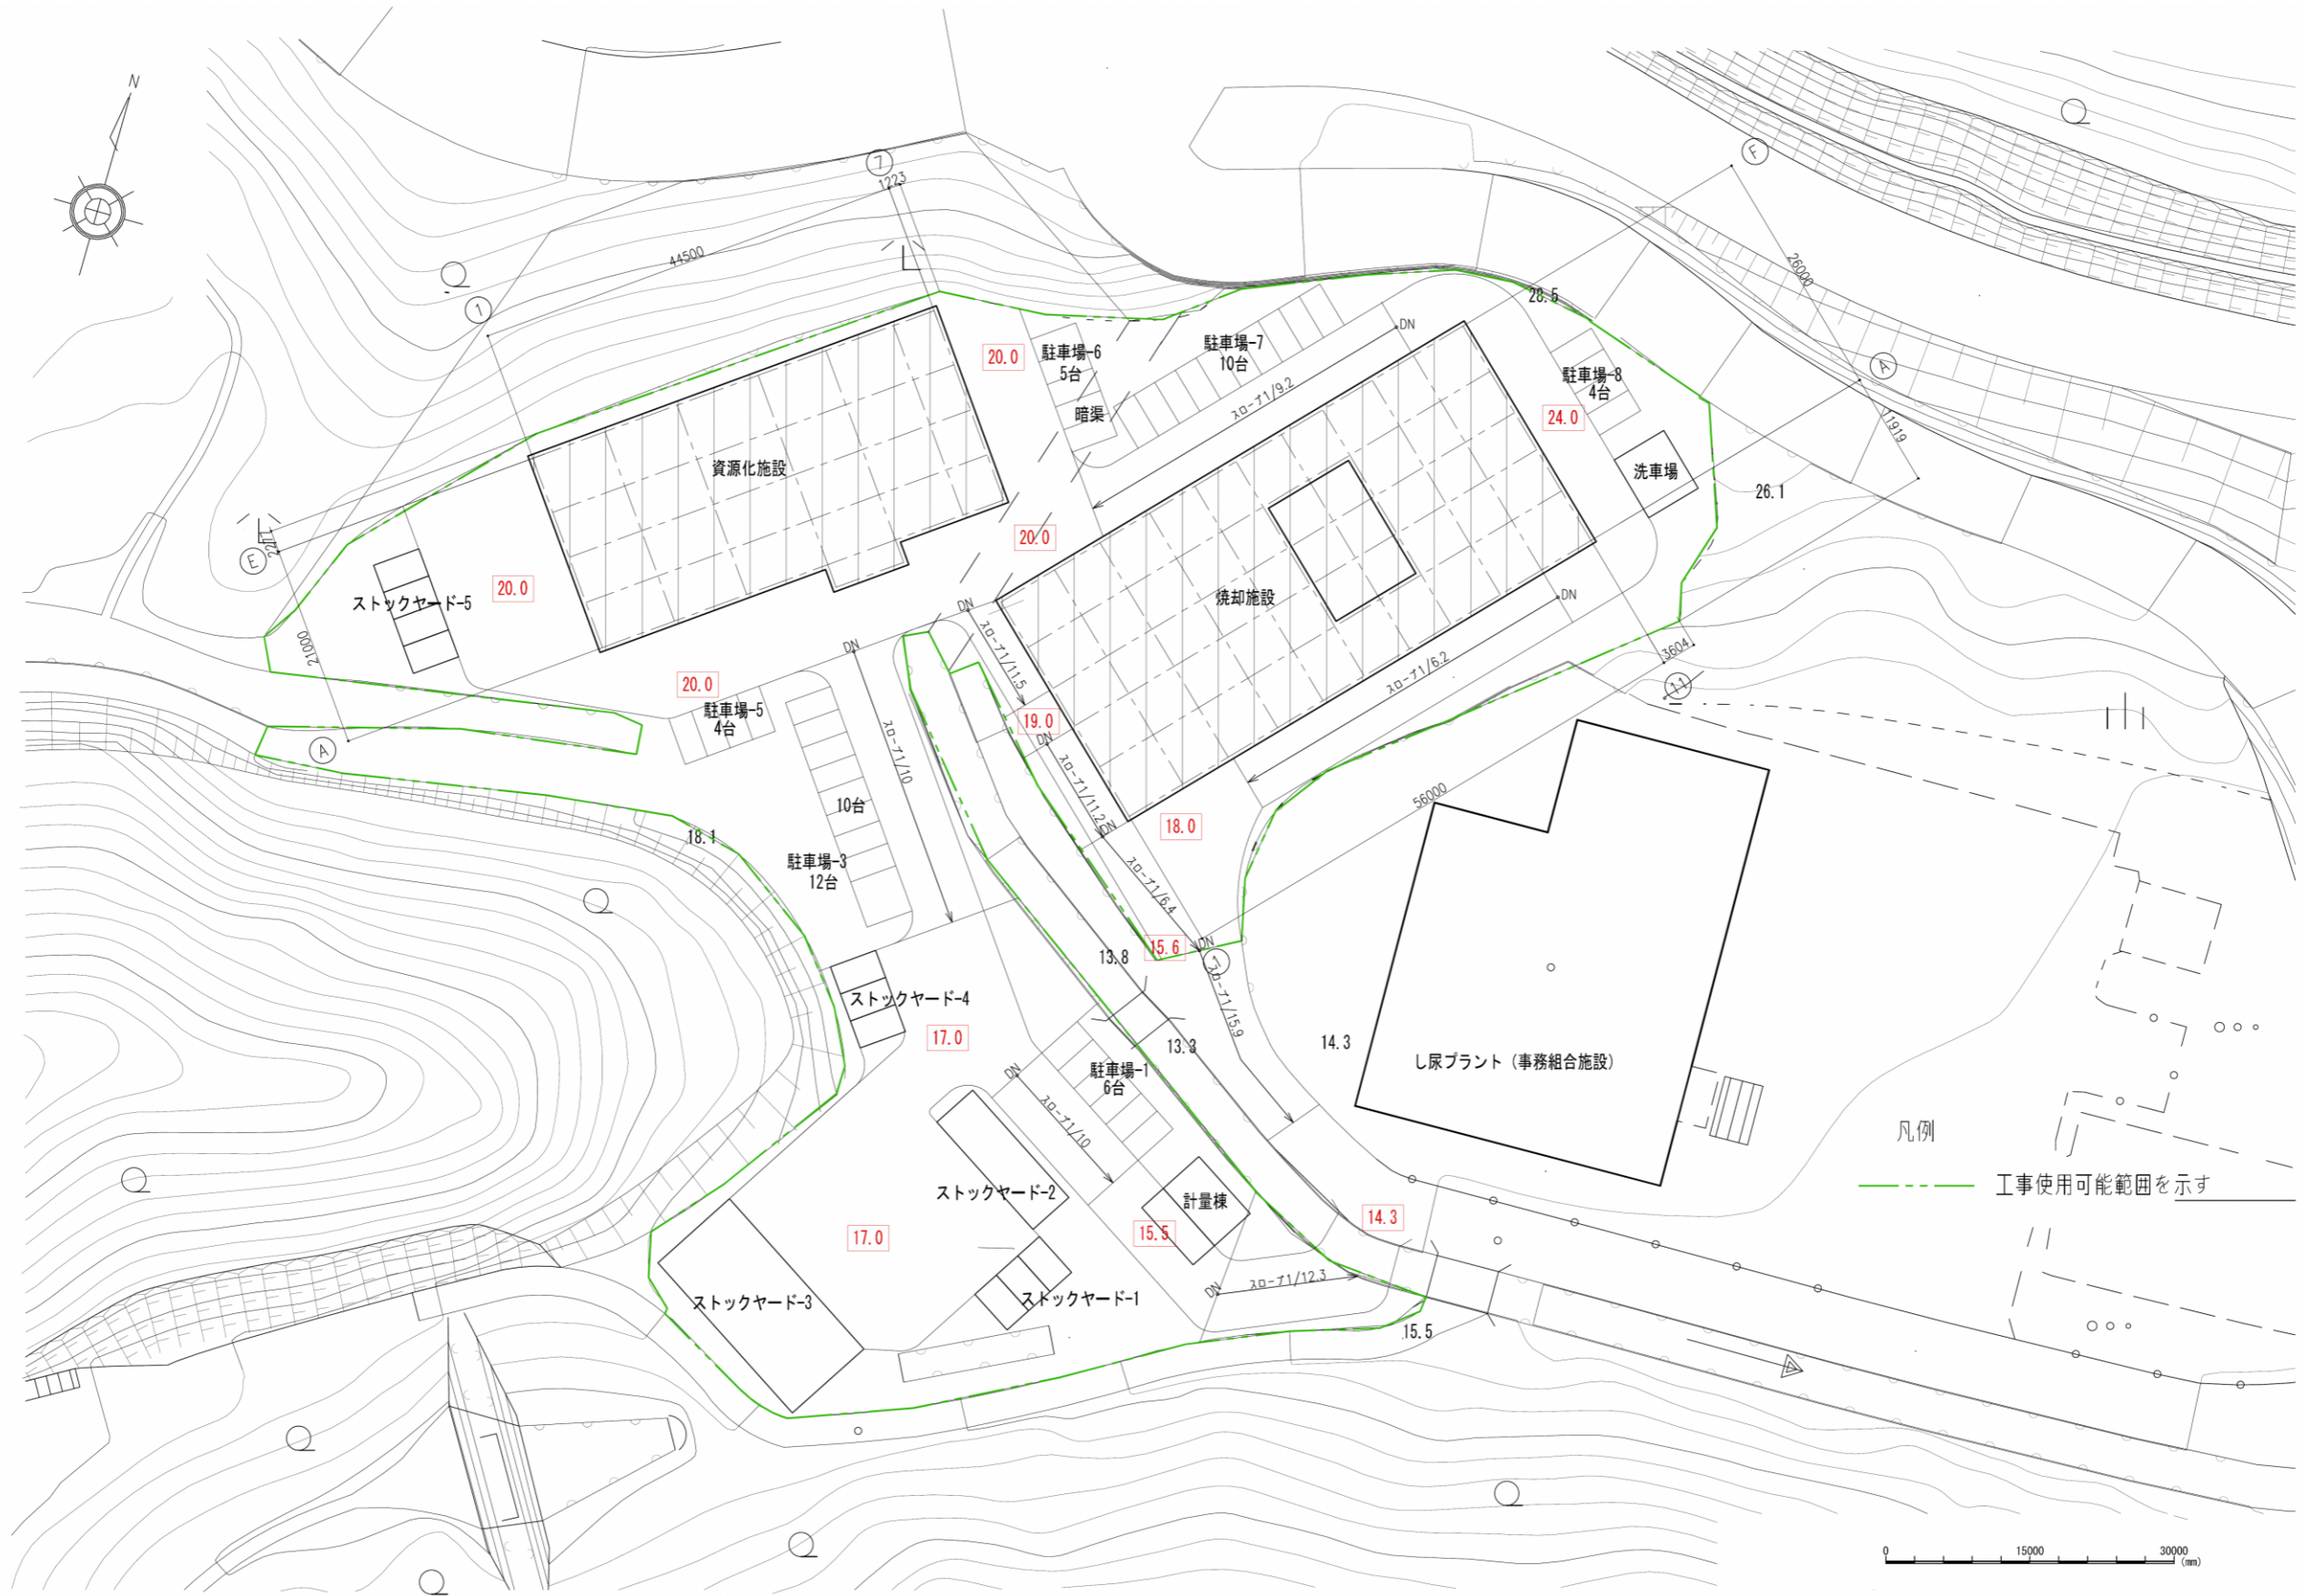 N
7
1223
F
44500
26000
1
28.5
DN
20.0
駐車場-6
5台
駐車場-7
10台
A
駐車場-8
4台
スロープ1/9.2
暗渠
24.0
11919
資源化施設
洗車場
26.1
20.0
E
2217
20.0
ストックヤード-5
焼却施設
DN
DN
スロープ1/11.5
21000
DN
スロープ1/6.2
3604
20.0
11
駐車場-5
4台
19.0
DN
A
スロープ1/10
スロープ1/11.2
56000
10台
18.1
18.0
DN
駐車場-3
12台
スロープ1/6.4
15.6
DN
13.8
1
ストックヤード-4
スロープ1/15.9
17.0
13.3
14.3
し尿プラント（事務組合施設）
DN
駐車場-1
6台
スロープ1/10
凡例
工事使用可能範囲を示す
ストックヤード-2
計量棟
14.3
15.5
17.0
スロープ1/12.3
DN
ストックヤード-3
ストックヤード-1
15.5
0 15000 30000
(mm)